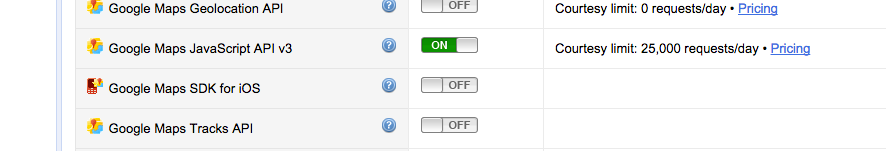 Google Maps Geolocation API OFF Courtesy limit: 0 requests/day • Pricing
Google Maps JavaScript API v3 ON Courtesy limit: 25,000 requests/day • Pricing
Google Maps SDK for iOS OFF
Google Maps Tracks API OFF